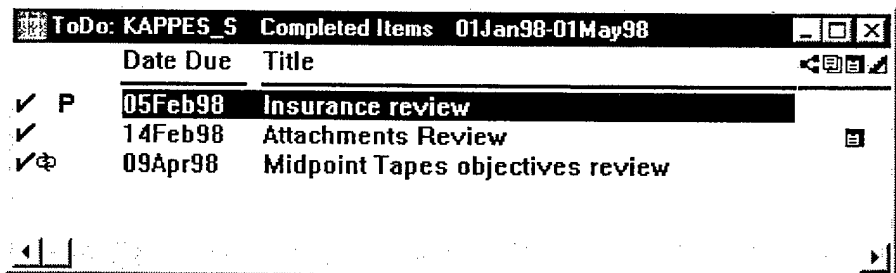 ToDo: KAPPES_S Completed Items 01Jan98-01May98
Date Due Title
P 05Feb98 Insurance review
14Feb98 Attachments Review
09Apr98 Midpoint Tapes objectives review